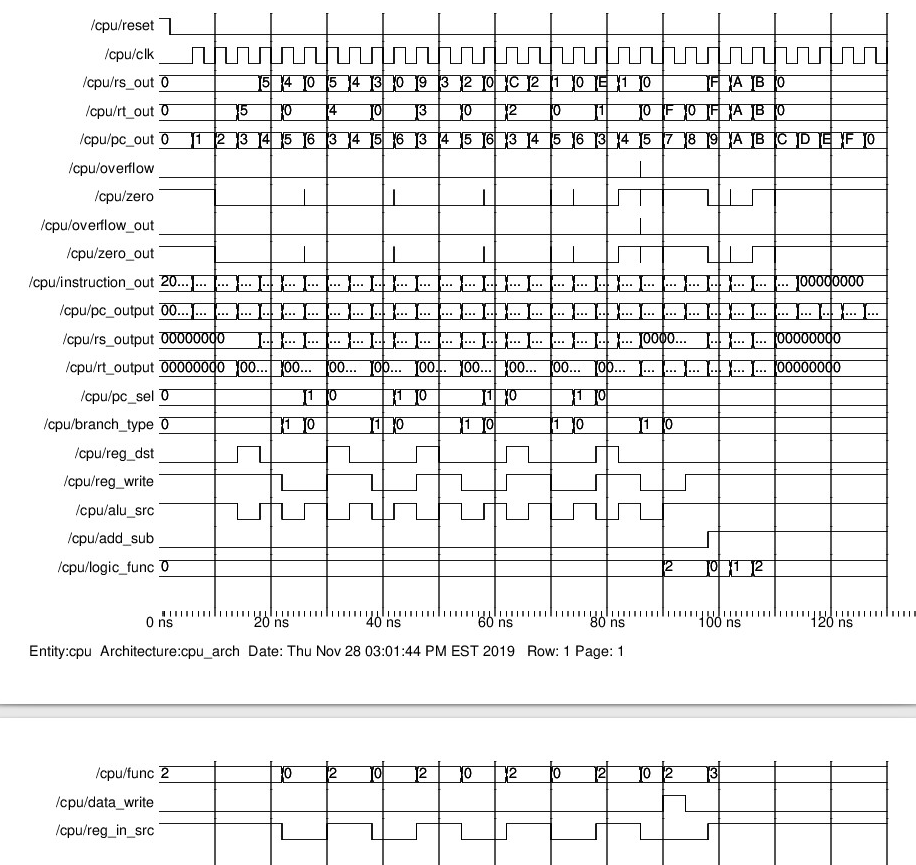 /cpu/reset
/cpu/clk
/cpu/rs_out 0 5 4 0 5 4 3 0 9 3 2 0 C 2 1 0 E 1 0 F A B 0
/cpu/rt_out 0 5 0 4 0 3 0 2 0 1 0 F 0 F A B 0
/cpu/pc_out 0 1 2 3 4 5 6 3 4 5 6 3 4 5 6 3 4 5 6 3 4 5 7 8 9 A B C D E F 0
/cpu/overflow
/cpu/zero
/cpu/overflow_out
/cpu/zero_out
/cpu/instruction_out 20... ... ... ... ... ... ... ... ... ... ... ... ... ... ... ... ... ... ... ... ... ... ... ... ... ... ... ... 00000000
/cpu/pc_output 00... ... ... ... ... ... ... ... ... ... ... ... ... ... ... ... ... ... ... ... ... ... ... ... ... ... ... ... ... ... ... ...
/cpu/rs_output 00000000 ... ... ... ... ... ... ... ... ... ... ... ... ... ... ... ... ... 0000... ... ... ... 00000000
/cpu/rt_output 00000000 00... 00... 00... 00... 00... 00... 00... 00... 00... ... ... ... ... ... ... 00000000
/cpu/pc_sel 0 1 0 1 0 1 0 1 0
/cpu/branch_type 0 1 0 1 0 1 0 1 0 1 0
/cpu/reg_dst
/cpu/reg_write
/cpu/alu_src
/cpu/add_sub
/cpu/logic_func 0 2 0 1 2
0 ns 20 ns 40 ns 60 ns 80 ns 100 ns 120 ns
Entity:cpu Architecture:cpu_arch Date: Thu Nov 28 03:01:44 PM EST 2019 Row: 1 Page: 1
/cpu/func 2 0 2 0 2 0 2 0 2 0 2 3
/cpu/data_write
/cpu/reg_in_src